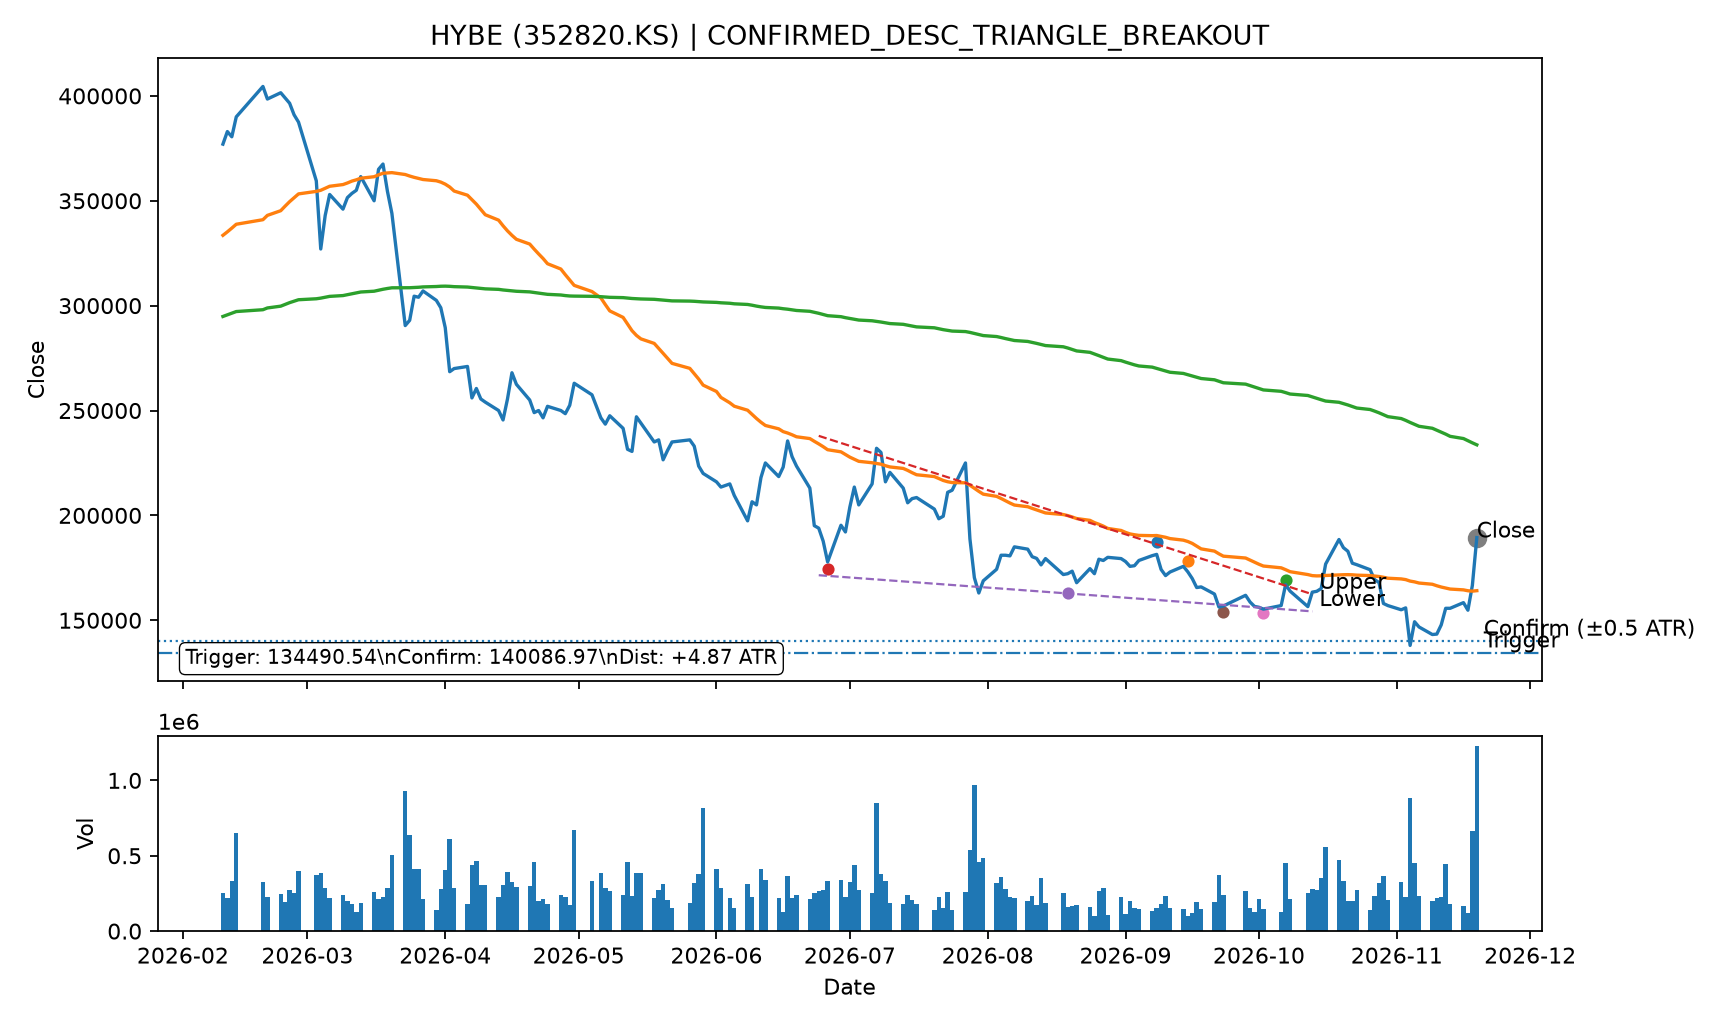 HYBE (352820.KS) | CONFIRMED_DESC_TRIANGLE_BREAKOUT
Close
400000
350000
300000
250000
200000
150000
Close
Upper
Lower
Confirm (±0.5 ATR)
Trigger
Trigger: 134490.54\nConfirm: 140086.97\nDist: +4.87 ATR
1e6
Vol
1.0
0.5
0.0
2026-02 2026-03 2026-04 2026-05 2026-06 2026-07 2026-08 2026-09 2026-10 2026-11 2026-12
Date